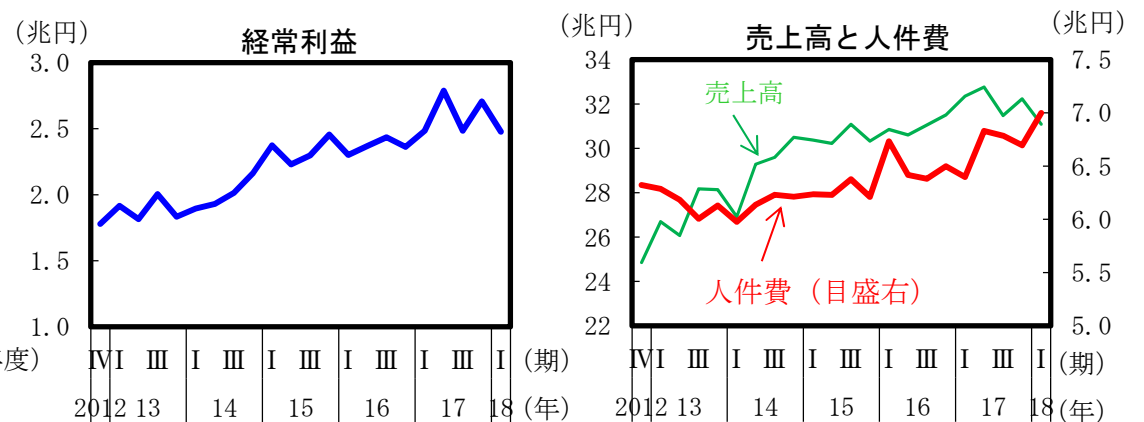 経常利益
（兆円）
3.0
2.5
2.0
1.5
1.0
度）
Ⅳ Ⅰ Ⅲ Ⅰ Ⅲ Ⅰ Ⅲ Ⅰ Ⅲ Ⅰ Ⅲ Ⅰ （期）
2012 13 14 15 16 17 18 （年）
売上高と人件費
（兆円）
（兆円）
34
32
30
28
26
24
22
7.5
7.0
6.5
6.0
5.5
5.0
売上高
人件費（目盛右）
Ⅳ Ⅰ Ⅲ Ⅰ Ⅲ Ⅰ Ⅲ Ⅰ Ⅲ Ⅰ Ⅲ Ⅰ （期）
2012 13 14 15 16 17 18 （年）